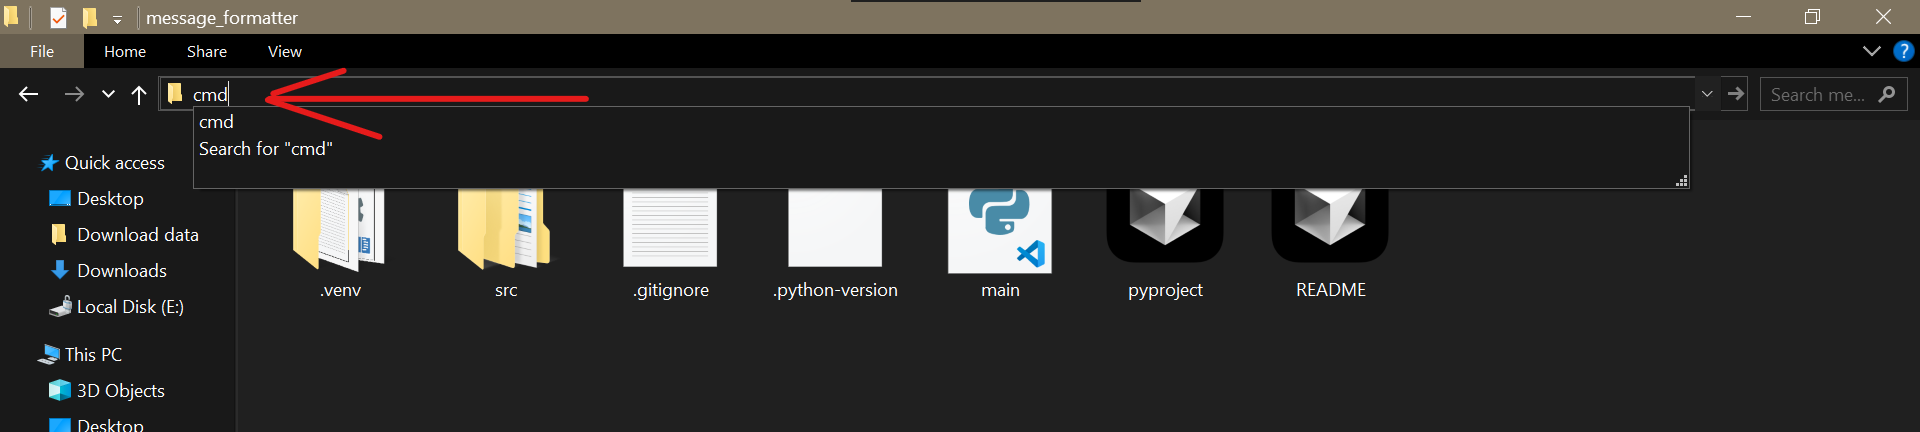 message_formatter
File Home Share View
cmd
Search me...
cmd
Search for "cmd"
Quick access
Desktop
Download data
Downloads
Local Disk (E:)
This PC
3D Objects
Desktop
.venv src .gitignore .python-version main pyproject README